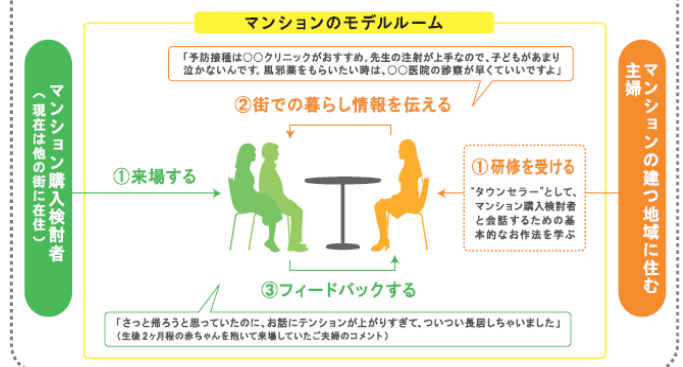 マンションのモデルルーム
「予防接種は○○クリニックがおすすめ。先生の注射が上手なので、子どもがあまり
泣かないんです。風邪薬をもらいたい時は、○○医院の診察が早くていいですよ」
②街での暮らし情報を伝える
マンション購入検討者
（現在は他の街に在住）
①来場する
①研修を受ける
“タウンセラー”として、
マンション購入検討者
と会話するための基
本的なお作法を学ぶ
マンションの建つ地域に住む
主婦
③フィードバックする
「さっと帰ろうと思っていたのに、お話にテンションが上がりすぎて、ついつい長居しちゃいました」
（生後2ヶ月程の赤ちゃんを抱いて来場していたご夫婦のコメント）